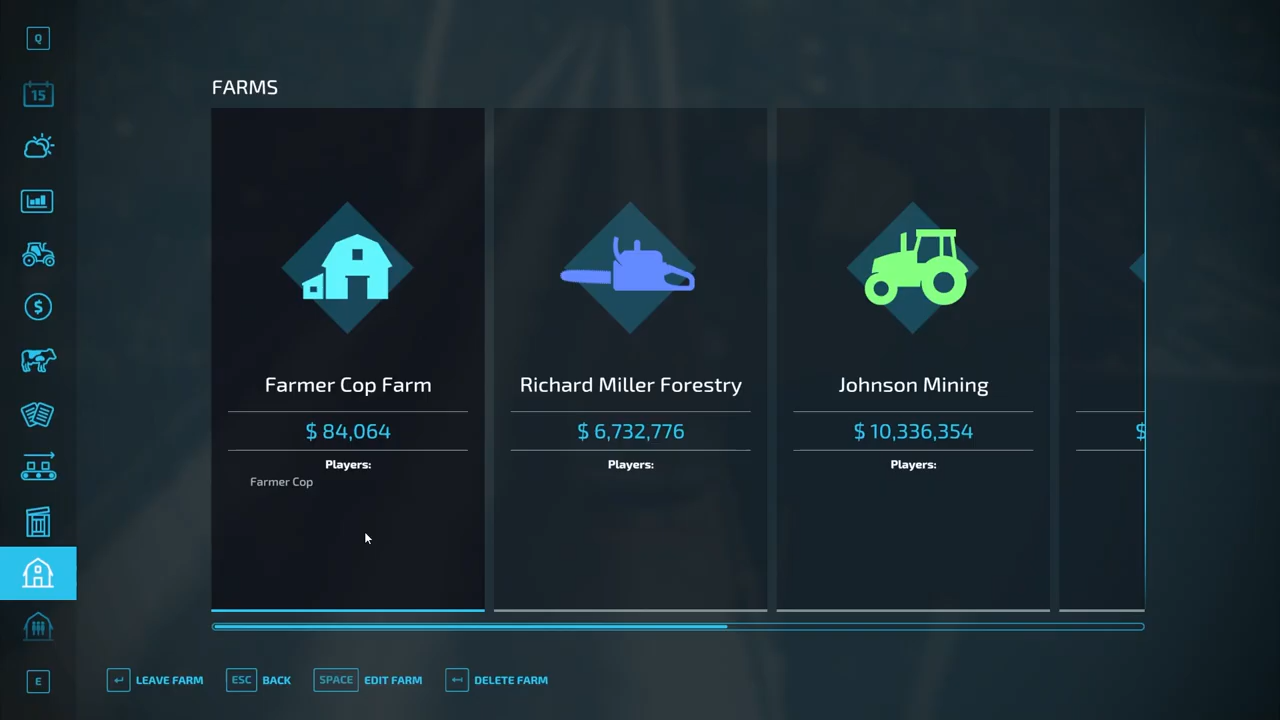 Q
15
FARMS
Farmer Cop Farm
$ 84,064
Players:
Farmer Cop
Richard Miller Forestry
$ 6,732,776
Players:
Johnson Mining
$ 10,336,354
Players:
$
E
LEAVE FARM
ESC BACK
SPACE EDIT FARM
DELETE FARM